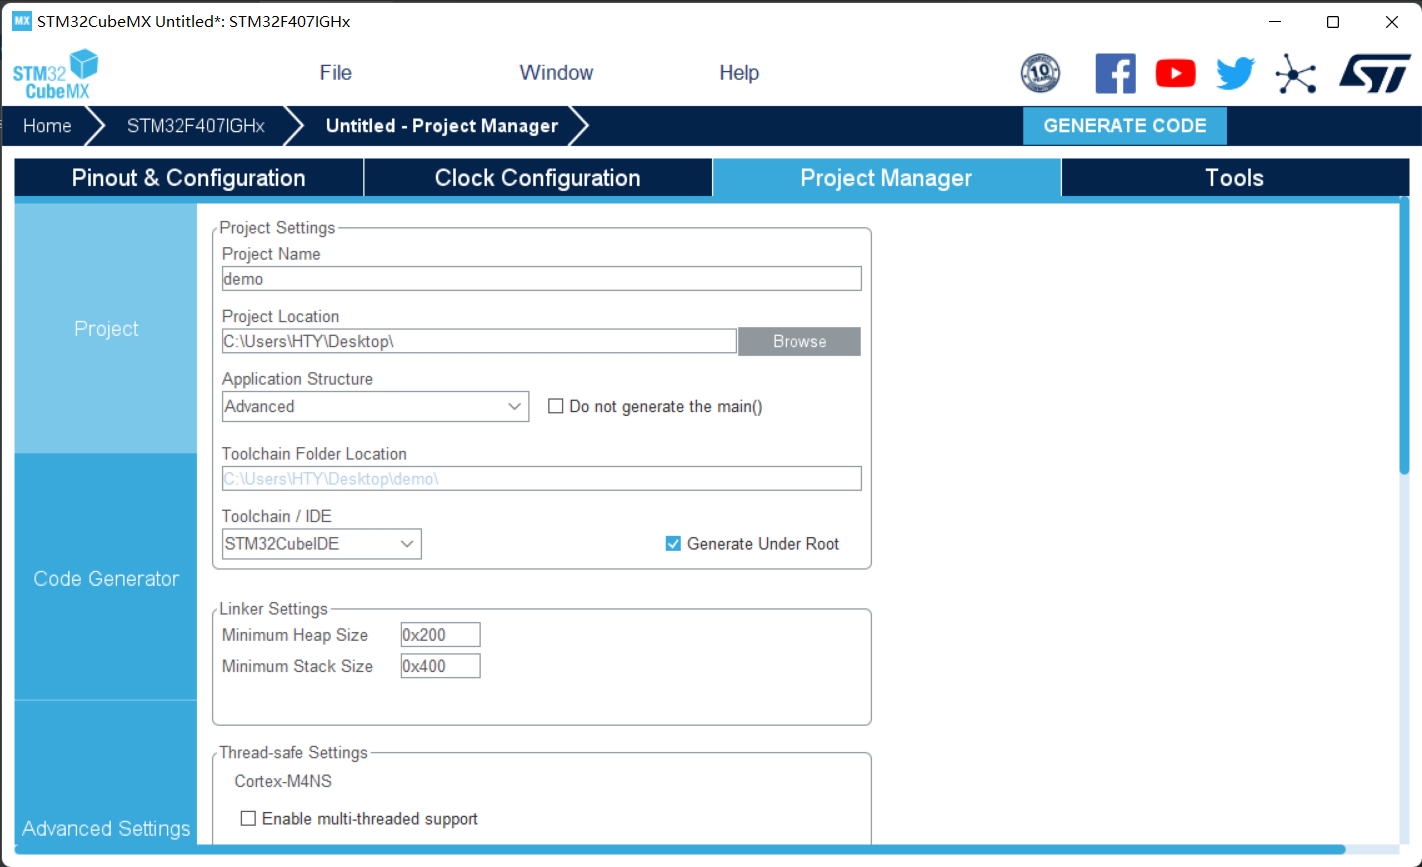 MX STM32CubeMX Untitled*: STM32F407IGHx
STM32
CubeMX
File Window Help
10
Home STM32F407IGHx Untitled - Project Manager GENERATE CODE
Pinout & Configuration Clock Configuration Project Manager Tools
Project Settings
Project Name
demo
Project Location
C:\Users\HTY\Desktop\ Browse
Project
Application Structure
Advanced Do not generate the main()
Toolchain Folder Location
C:\Users\HTY\Desktop\demo\
Toolchain / IDE
STM32CubeIDE Generate Under Root
Code Generator
Linker Settings
Minimum Heap Size 0x200
Minimum Stack Size 0x400
Thread-safe Settings
Cortex-M4NS
Enable multi-threaded support
Advanced Settings